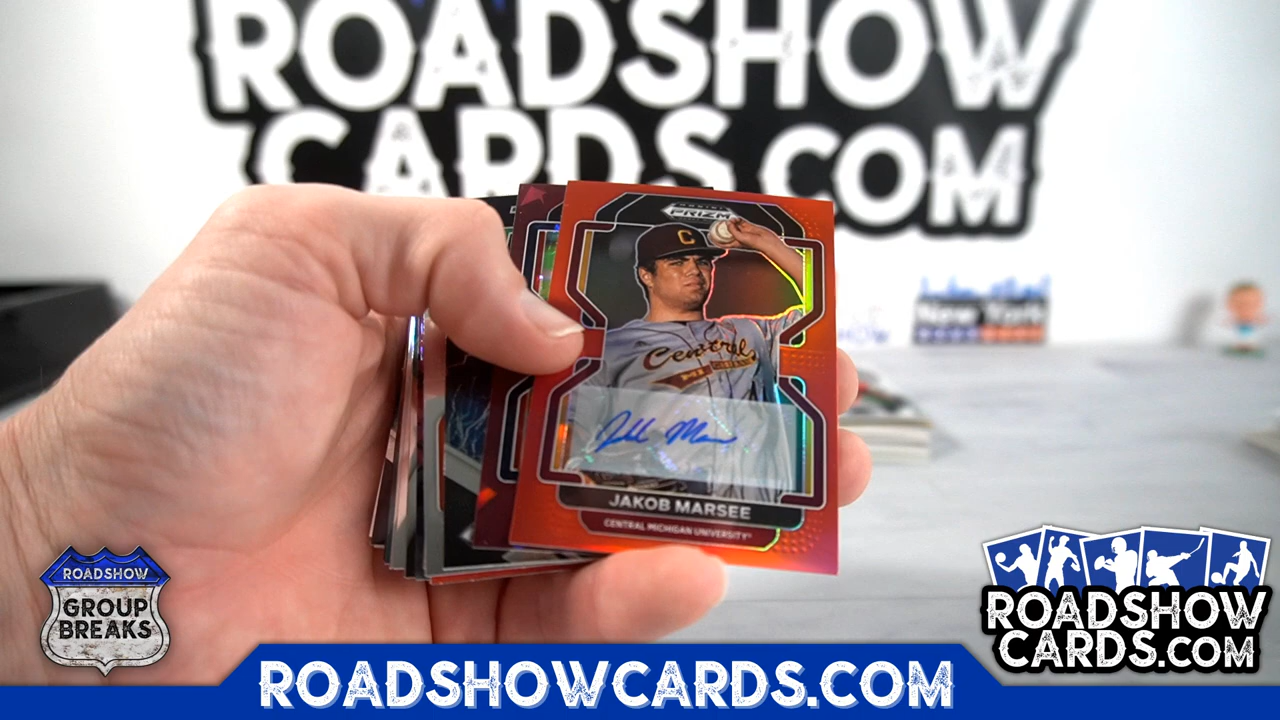 ROADSHOW
CARDS.COM
New York
PANINI
PRIZM
C
Central
JAKOB MARSEE
CENTRAL MICHIGAN UNIVERSITY
ROADSHOW
GROUP
BREAKS
ROADSHOW
CARDS.COM
ROADSHOWCARDS.COM